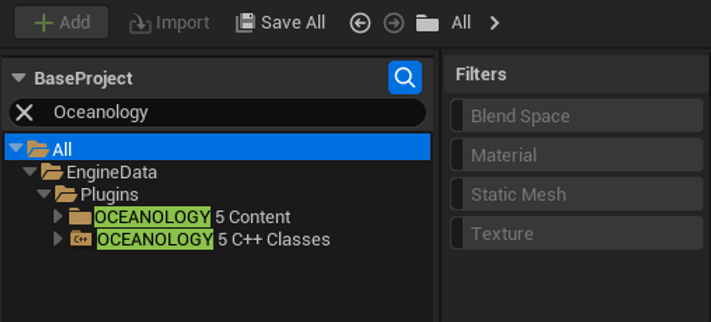 Add Import Save All All
BaseProject
Oceanology
All
EngineData
Plugins
OCEANOLOGY 5 Content
C++ OCEANOLOGY 5 C++ Classes
Filters
Blend Space
Material
Static Mesh
Texture